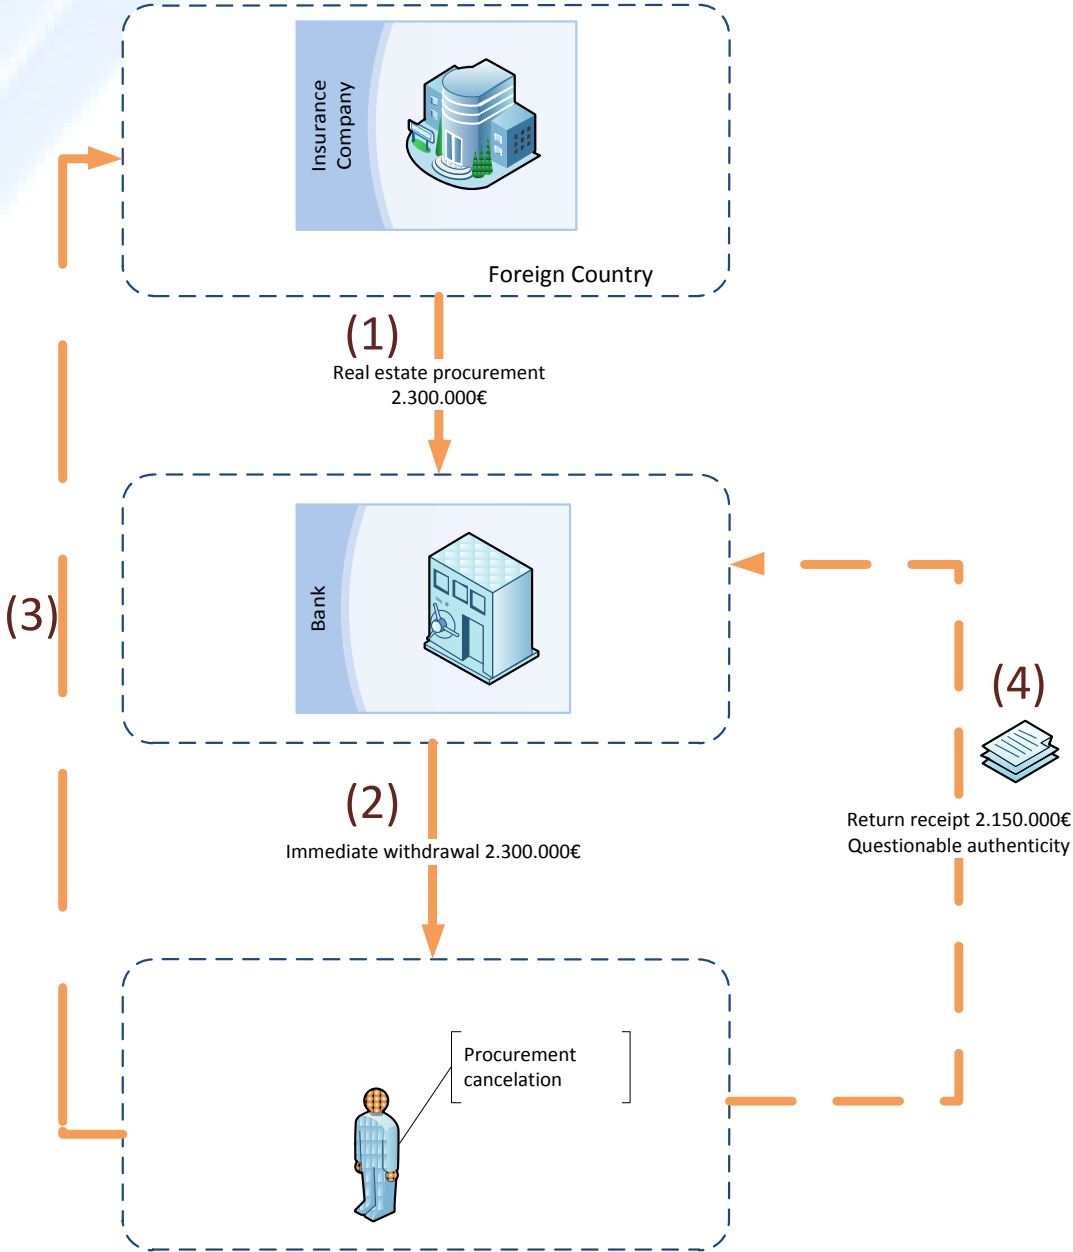 Insurance
Company
Foreign Country
(1)
Real estate procurement
2.300.000€
Bank
(3)
(4)
(2)
Return receipt 2.150.000€
Questionable authenticity
Immediate withdrawal 2.300.000€
Procurement
cancelation